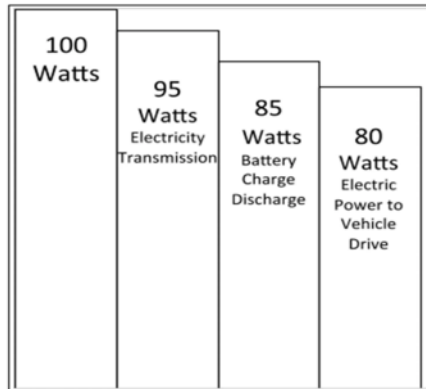 100
Watts
95
Watts
Electricity
Transmission
85
Watts
Battery
Charge
Discharge
80
Watts
Electric
Power to
Vehicle
Drive